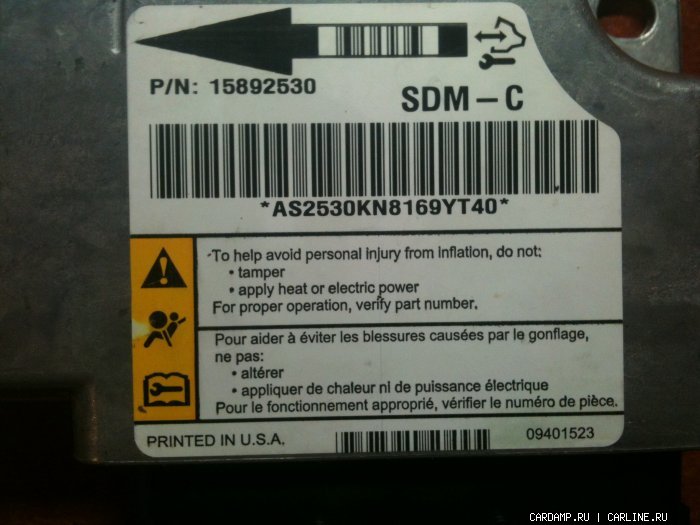 P/N: 15892530
SDM – C
*AS2530KN8169YT40*
To help avoid personal injury from inflation, do not:
• tamper
• apply heat or electric power
For proper operation, verify part number.
Pour aider à éviter les blessures causées par le gonflage,
ne pas:
• altérer
• appliquer de chaleur ni de puissance électrique
Pour le fonctionnement approprié, vérifier le numéro de pièce.
PRINTED IN U.S.A.
09401523
CARDAMP.RU | CARLINE.RU